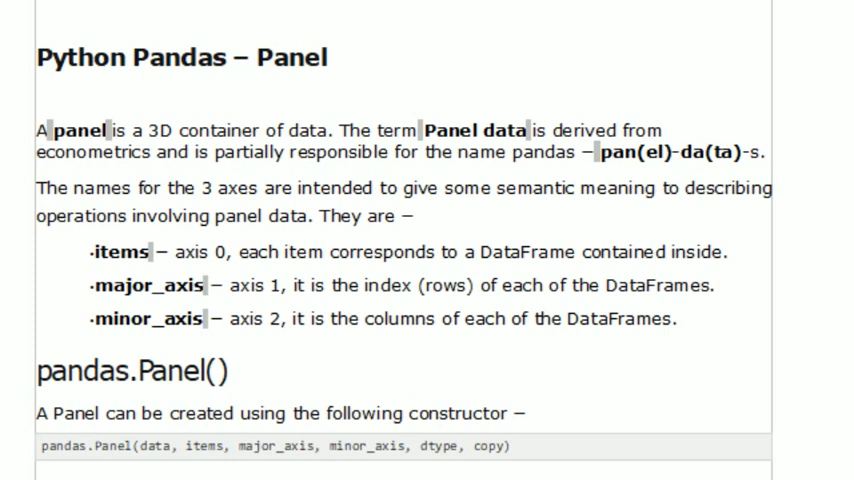 Python Pandas – Panel
A panel is a 3D container of data. The term Panel data is derived from
econometrics and is partially responsible for the name pandas − pan(el)-da(ta)-s.
The names for the 3 axes are intended to give some semantic meaning to describing
operations involving panel data. They are −
·items − axis 0, each item corresponds to a DataFrame contained inside.
·major_axis − axis 1, it is the index (rows) of each of the DataFrames.
·minor_axis − axis 2, it is the columns of each of the DataFrames.
pandas.Panel()
A Panel can be created using the following constructor −
pandas.Panel(data, items, major_axis, minor_axis, dtype, copy)